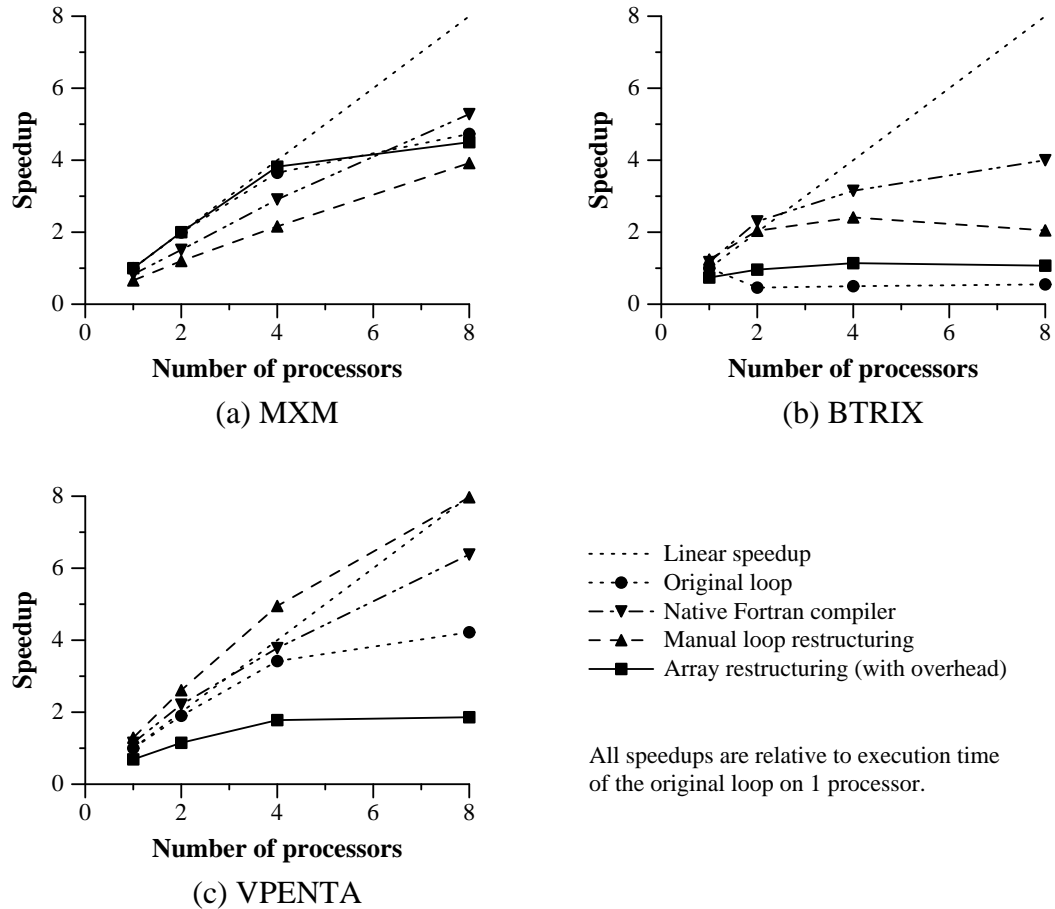 8
6
4
2
0
Speedup
0 2 4 6 8
Number of processors
(a) MXM
8
6
4
2
0
Speedup
0 2 4 6 8
Number of processors
(b) BTRIX
8
6
4
2
0
Speedup
0 2 4 6 8
Number of processors
(c) VPENTA
Linear speedup
Original loop
Native Fortran compiler
Manual loop restructuring
Array restructuring (with overhead)
All speedups are relative to execution time
of the original loop on 1 processor.